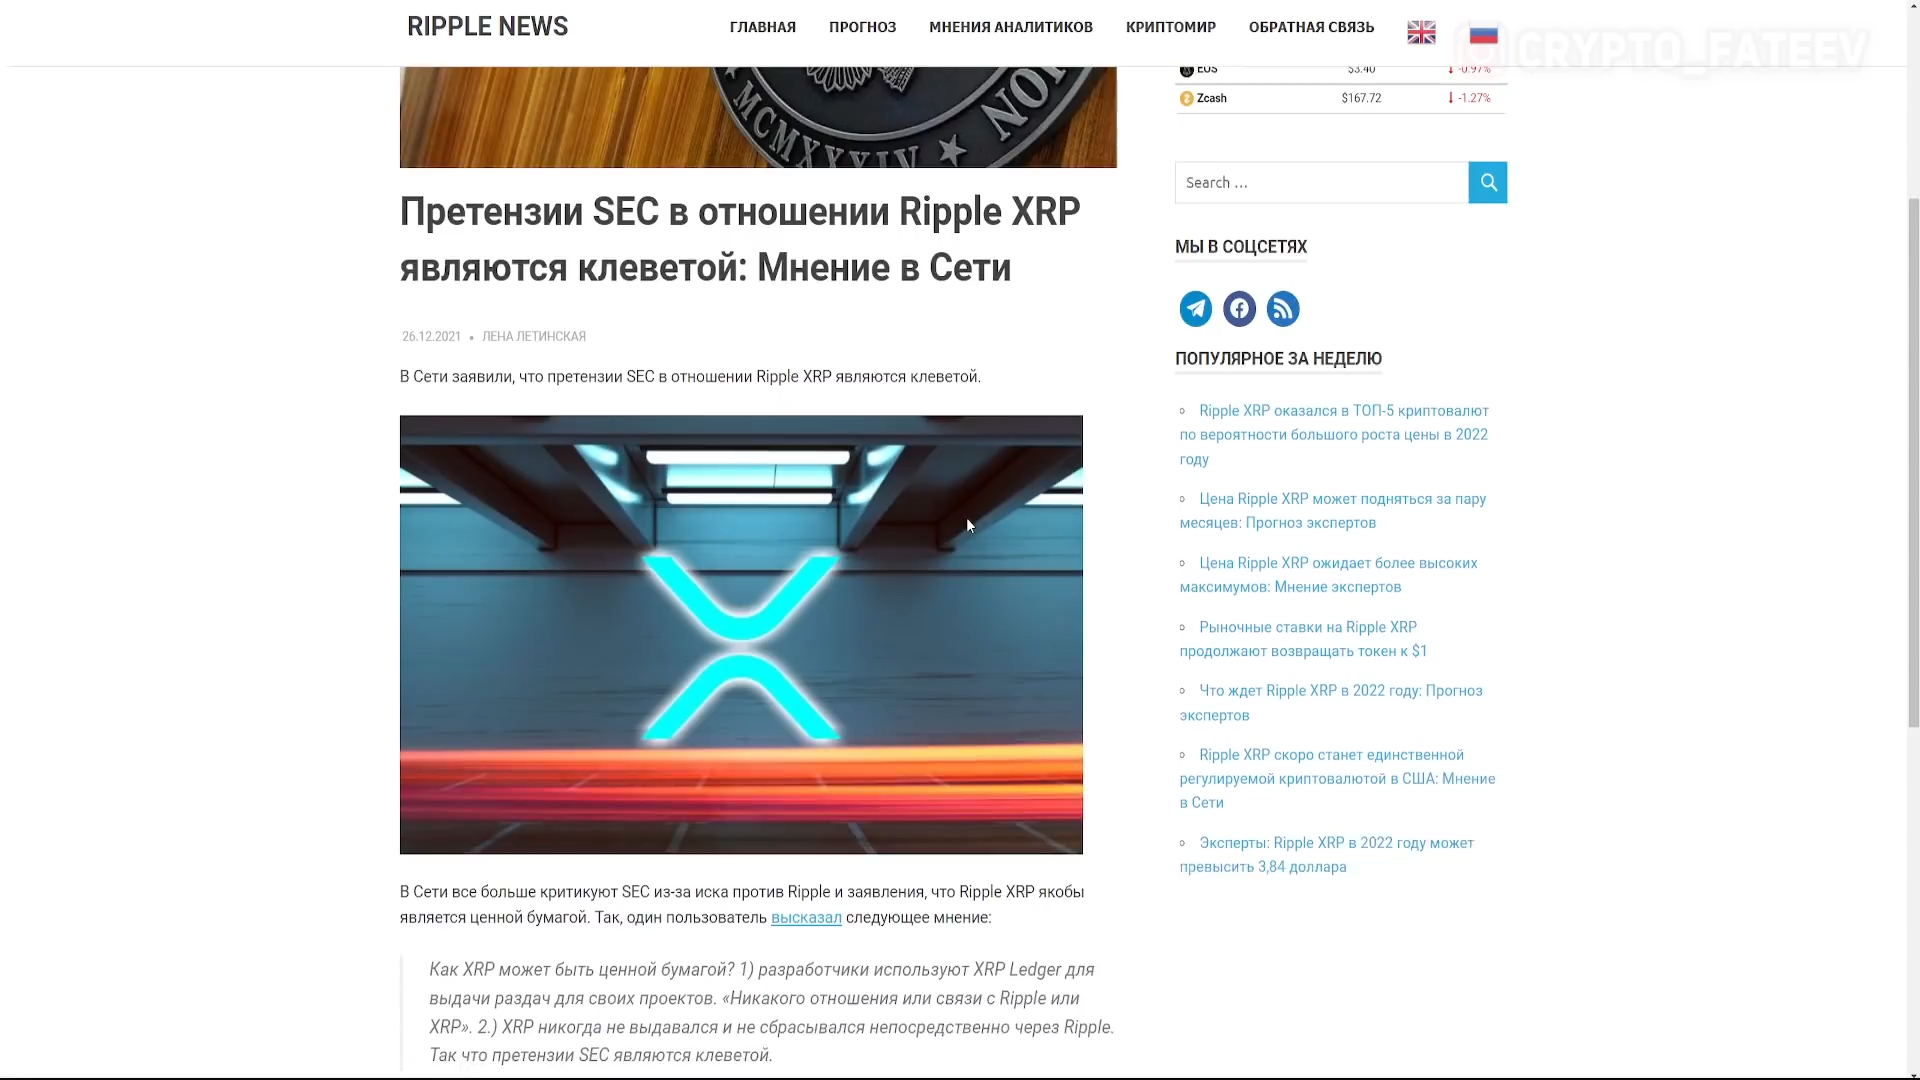 RIPPLE NEWS
ГЛАВНАЯ
ПРОГНОЗ
МНЕНИЯ АНАЛИТИКОВ
КРИПТОМИР
ОБРАТНАЯ СВЯЗЬ
CRYPTO_FATEEV
MCMXXXIV
EOS $3.40 -0.97%
Zcash $167.72 -1.27%
Search ...
Претензии SEC в отношении Ripple XRP
являются клеветой: Мнение в Сети
26.12.2021 • ЛЕНА ЛЕТИНСКАЯ
В Сети заявили, что претензии SEC в отношении Ripple XRP являются клеветой.
В Сети все больше критикуют SEC из-за иска против Ripple и заявления, что Ripple XRP якобы
является ценной бумагой. Так, один пользователь высказал следующее мнение:
Как XRP может быть ценной бумагой? 1) разработчики используют XRP Ledger для
выдачи раздач для своих проектов. «Никакого отношения или связи с Ripple или
XRP». 2.) XRP никогда не выдавался и не сбрасывался непосредственно через Ripple.
Так что претензии SEC являются клеветой.
МЫ В СОЦСЕТЯХ
ПОПУЛЯРНОЕ ЗА НЕДЕЛЮ
Ripple XRP оказался в ТОП-5 криптовалют
по вероятности большого роста цены в 2022
году
Цена Ripple XRP может подняться за пару
месяцев: Прогноз экспертов
Цена Ripple XRP ожидает более высоких
максимумов: Мнение экспертов
Рыночные ставки на Ripple XRP
продолжают возвращать токен к $1
Что ждет Ripple XRP в 2022 году: Прогноз
экспертов
Ripple XRP скоро станет единственной
регулируемой криптовалютой в США: Мнение
в Сети
Эксперты: Ripple XRP в 2022 году может
превысить 3,84 доллара